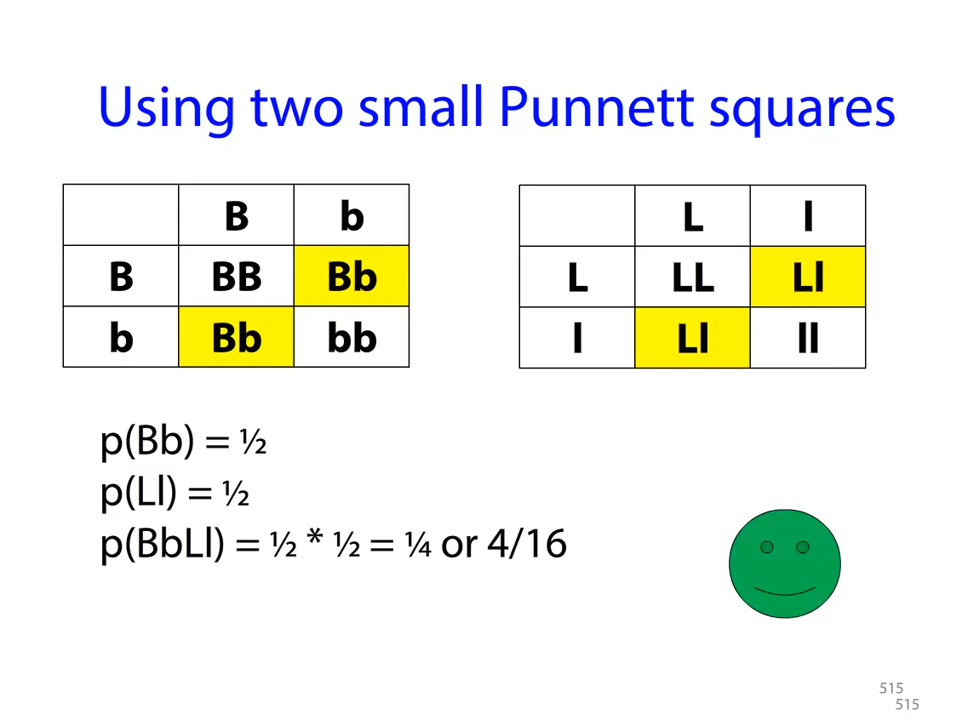 Using two small Punnett squares
B b
B BB Bb
b Bb bb
L l
L LL Ll
l Ll ll
p(Bb) = ½
p(Ll) = ½
p(BbLl) = ½ * ½ = ¼ or 4/16
515
515